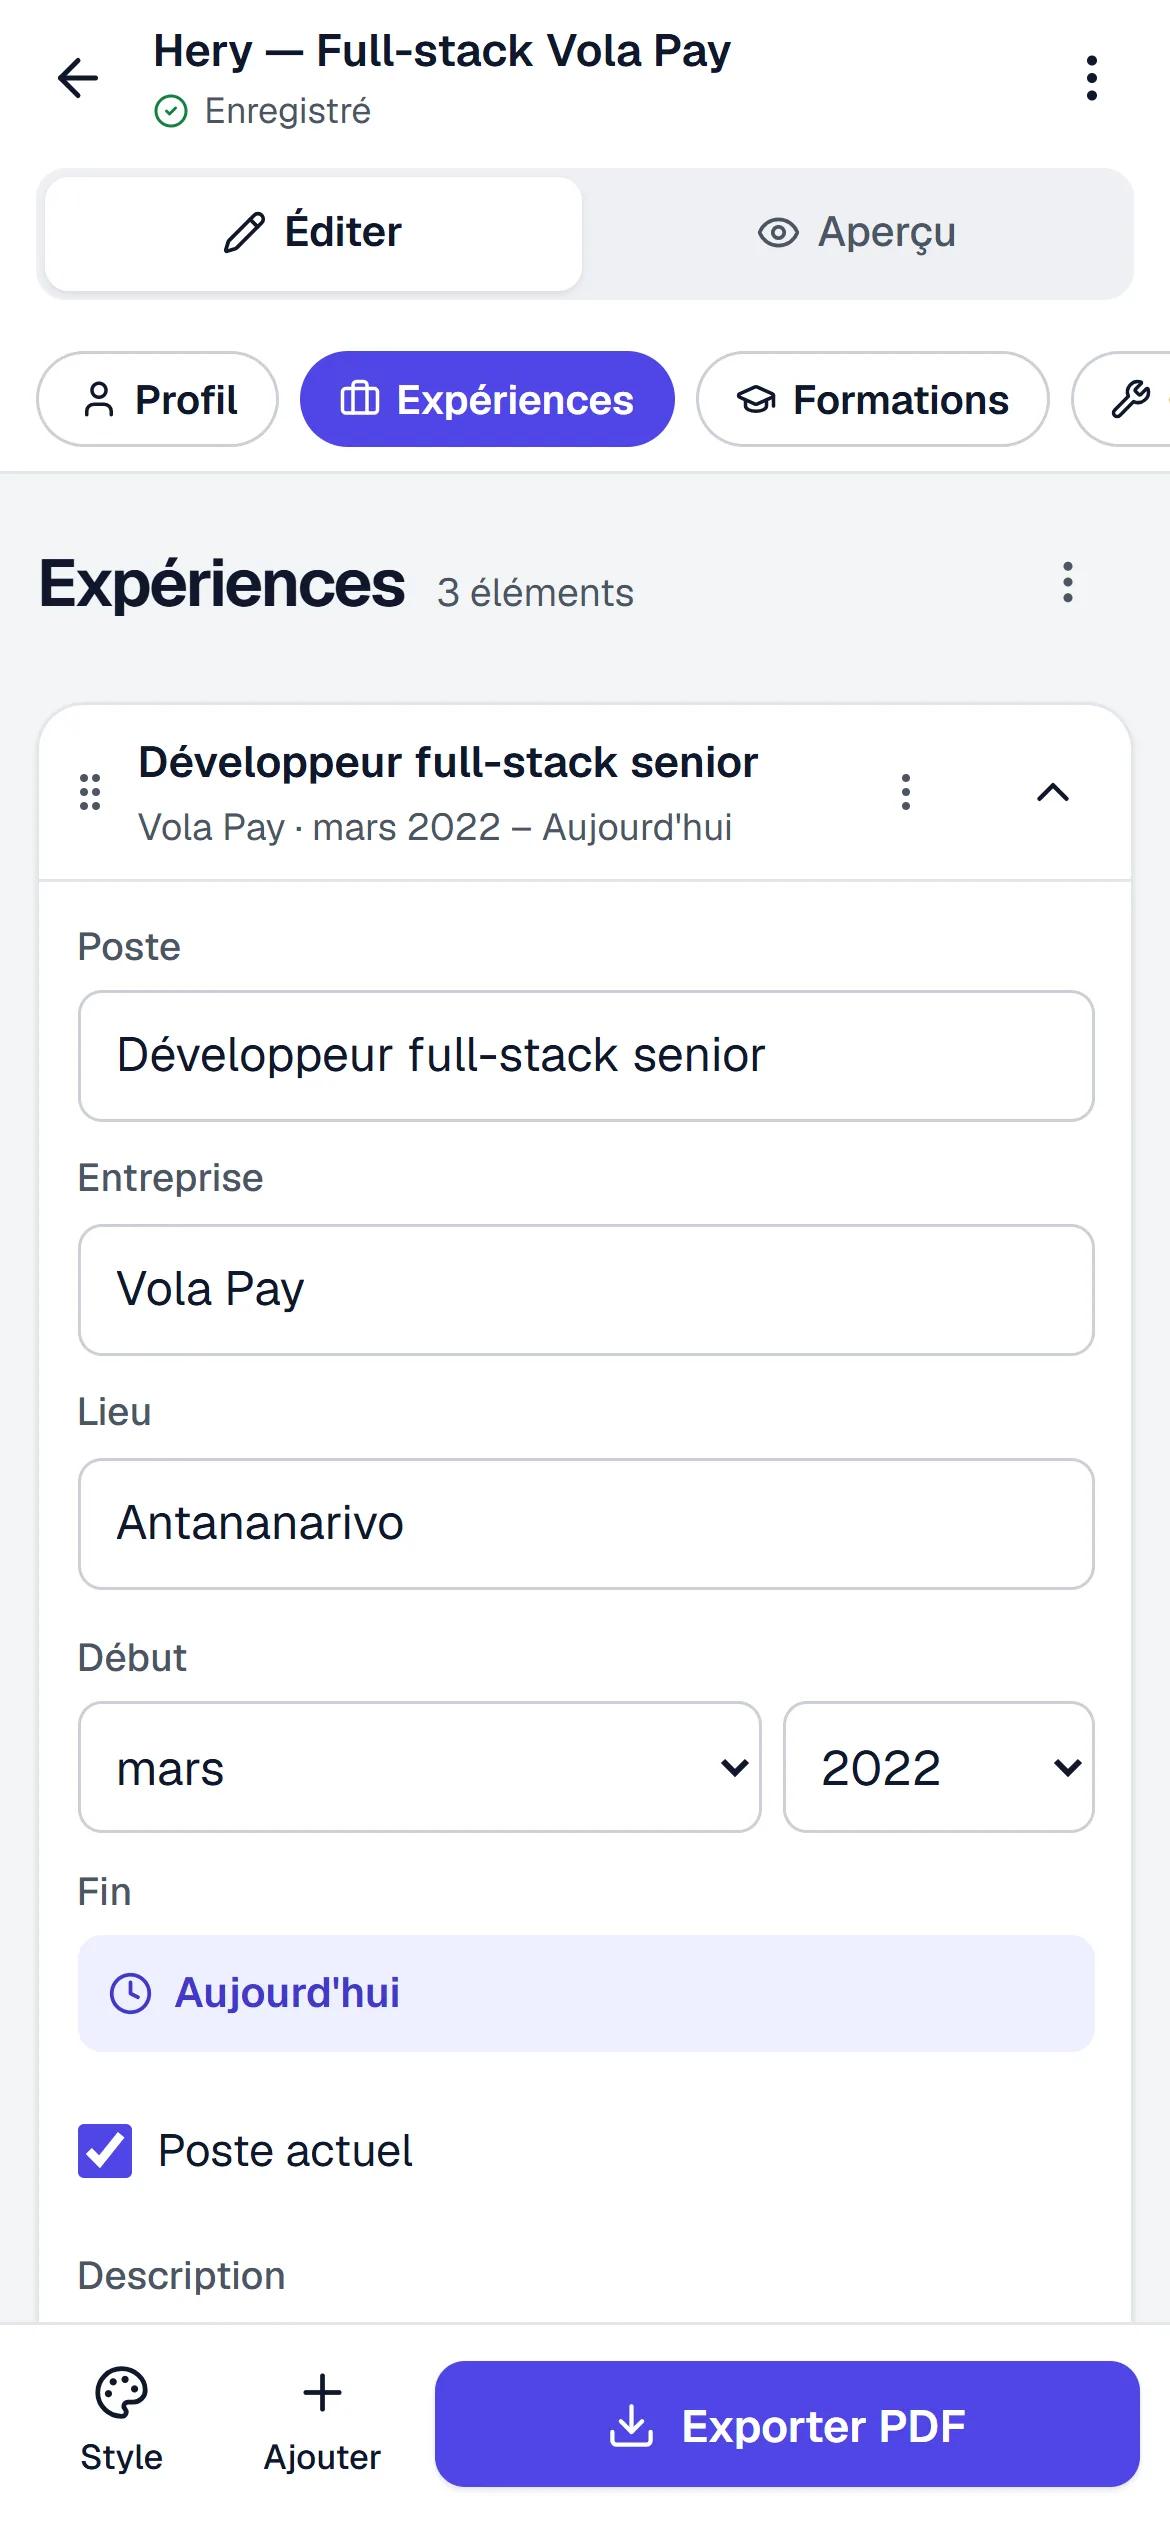 Hery — Full-stack Vola Pay
Enregistré
Éditer
Aperçu
Profil
Expériences
Formations
Expériences
3 éléments
Développeur full-stack senior
Vola Pay · mars 2022 – Aujourd'hui
Poste
Développeur full-stack senior
Entreprise
Vola Pay
Lieu
Antananarivo
Début
mars
2022
Fin
Aujourd'hui
Poste actuel
Description
Style
Ajouter
Exporter PDF